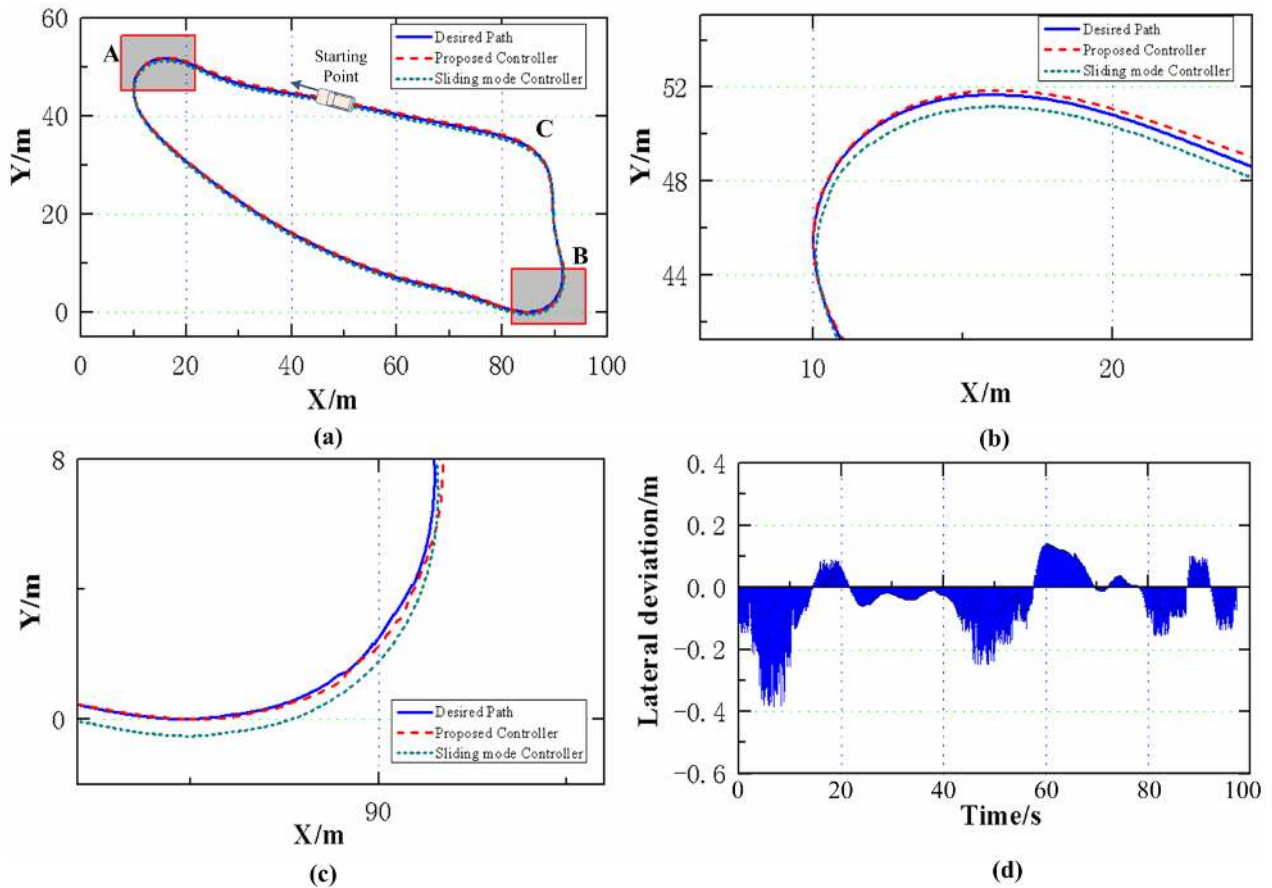 60
40
20
0
Y/m
A
B
C
Starting
Point
Desired Path
Proposed Controller
Sliding mode Controller
0
20
40
60
80
100
X/m
(a)
52
48
44
Y/m
Desired Path
Proposed Controller
Sliding mode Controller
10
20
X/m
(b)
8
0
Y/m
Desired Path
Proposed Controller
Sliding mode Controller
90
X/m
(c)
0.4
0.2
0.0
-0.2
-0.4
-0.6
Lateral deviation/m
0
20
40
60
80
100
Time/s
(d)